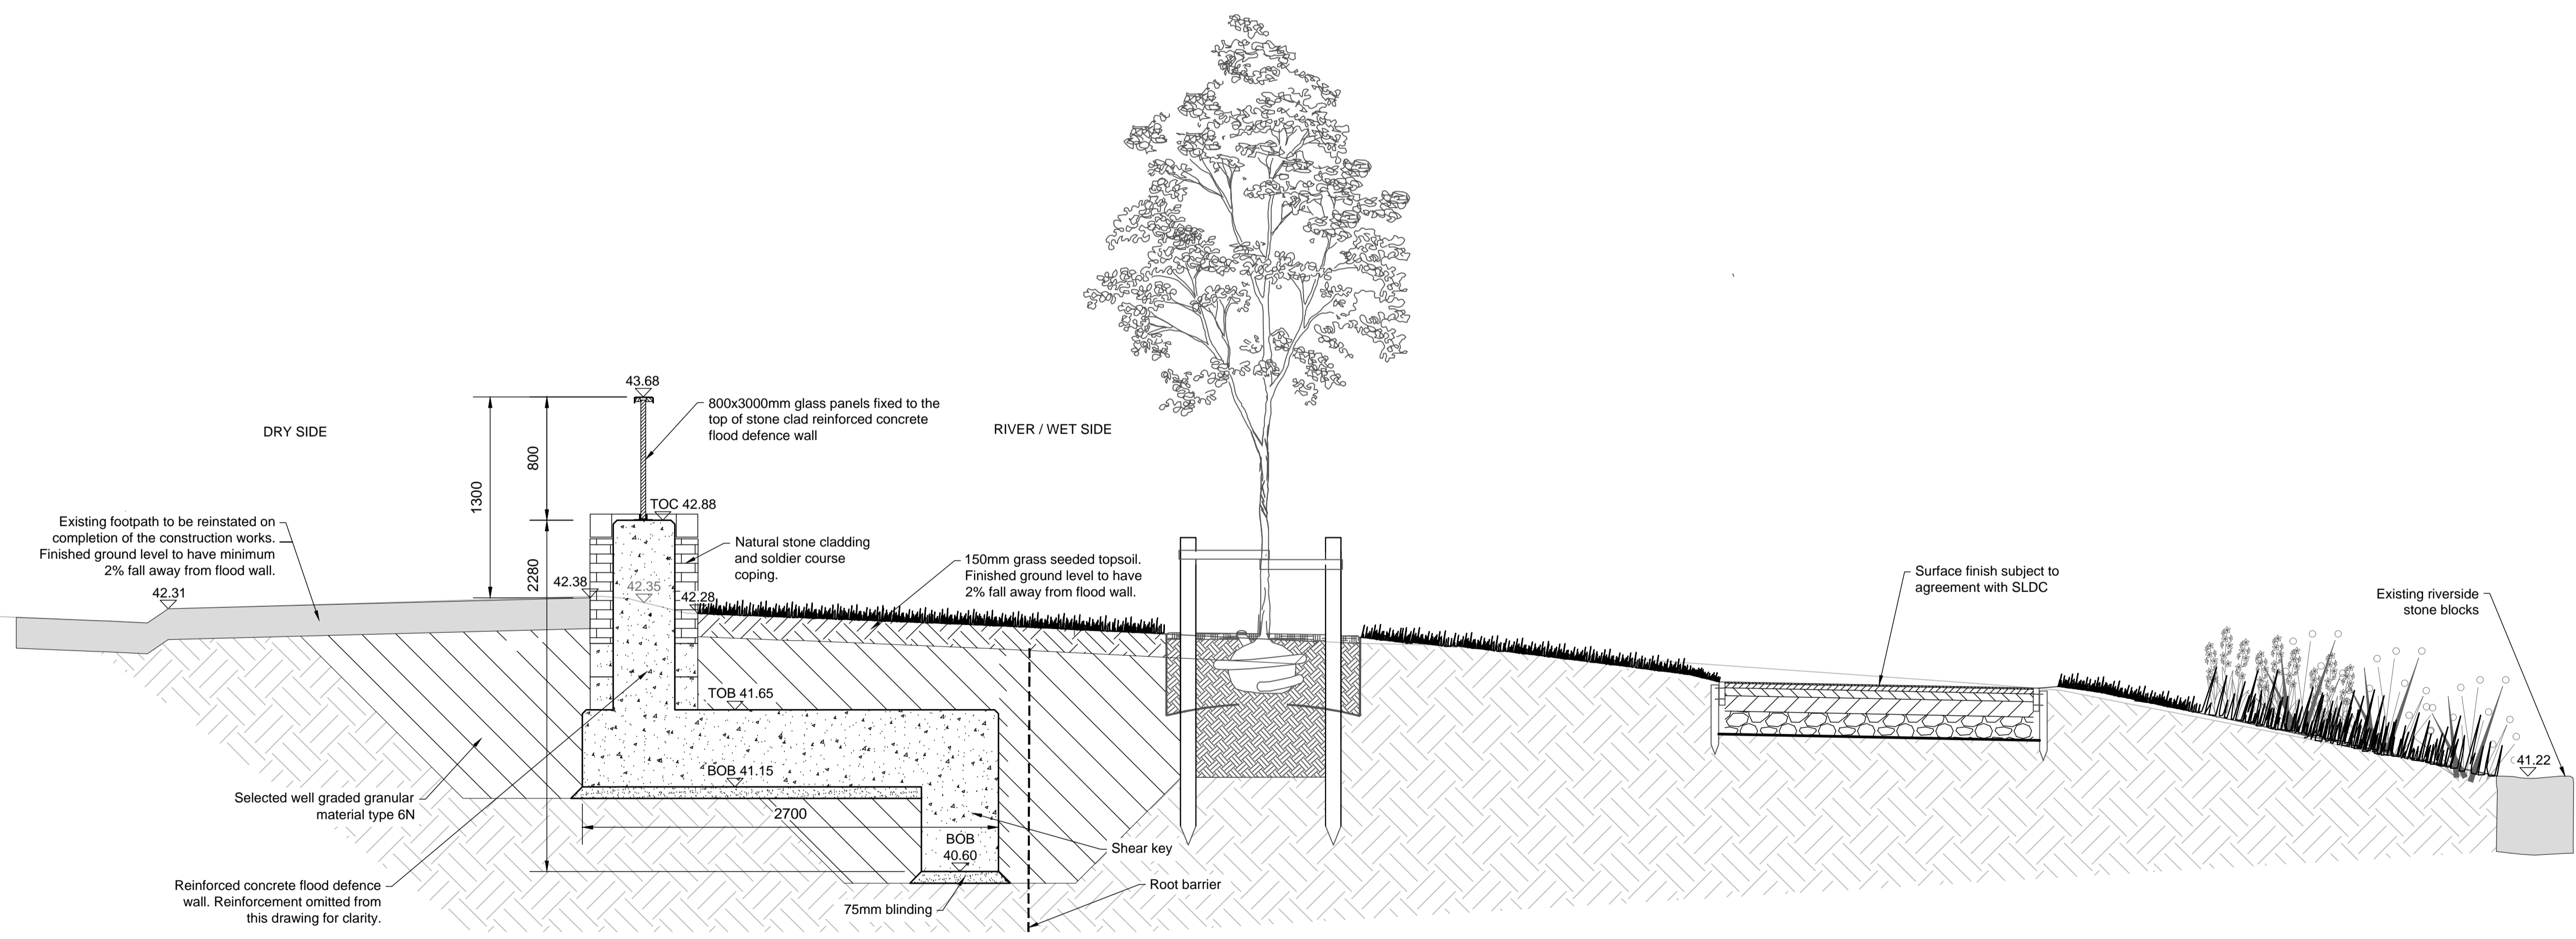 43.68
800x3000mm glass panels fixed to the
top of stone clad reinforced concrete
flood defence wall
DRY SIDE
RIVER / WET SIDE
800
1300
TOC 42.88
Existing footpath to be reinstated on
completion of the construction works.
Finished ground level to have minimum
2% fall away from flood wall.
Natural stone cladding
and soldier course
coping.
2280
150mm grass seeded topsoil.
Finished ground level to have
2% fall away from flood wall.
Surface finish subject to
agreement with SLDC
Existing riverside
stone blocks
42.38
42.35
42.31
42.28
TOB 41.65
41.22
BOB 41.15
Selected well graded granular
material type 6N
2700
BOB
40.60
Shear key
Reinforced concrete flood defence
wall. Reinforcement omitted from
this drawing for clarity.
Root barrier
75mm blinding